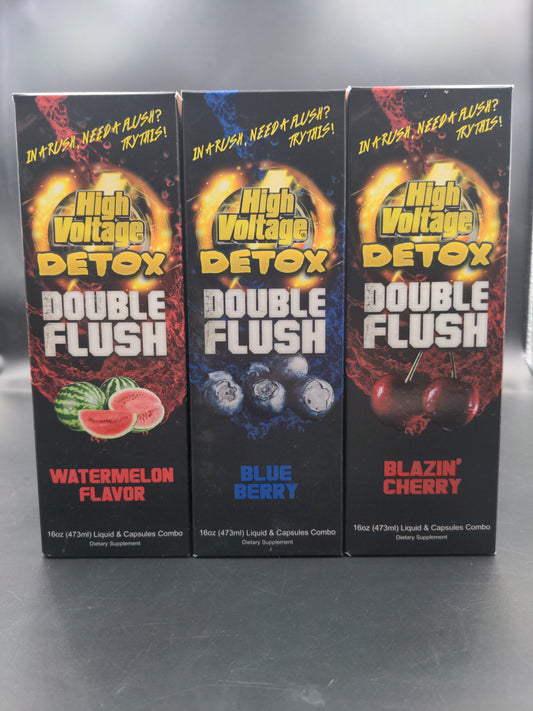 IN A RUSH, NEED A FLUSH?
TRY THIS!
High
Voltage
DETOX
DOUBLE
FLUSH
WATERMELON
FLAVOR
16oz (473ml) Liquid & Capsules Combo
Dietary Supplement
IN A RUSH, NEED A FLUSH?
TRY THIS!
High
Voltage
DETOX
DOUBLE
FLUSH
BLUE
BERRY
16oz (473ml) Liquid & Capsules Combo
Dietary Supplement
IN A RUSH, NEED A FLUSH?
TRY THIS!
High
Voltage
DETOX
DOUBLE
FLUSH
BLAZIN'
CHERRY
16oz (473ml) Liquid & Capsules Combo
Dietary Supplement